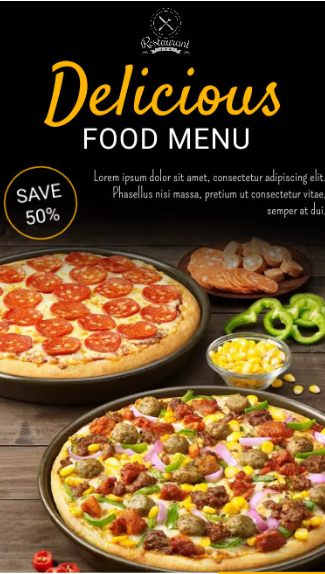 Restaurant
Delicious
FOOD MENU
Lorem ipsum dolor sit amet, consectetur adipiscing elit.
Phasellus nisi massa, pretium ut consectetur vitae,
semper at dui.
SAVE
50%